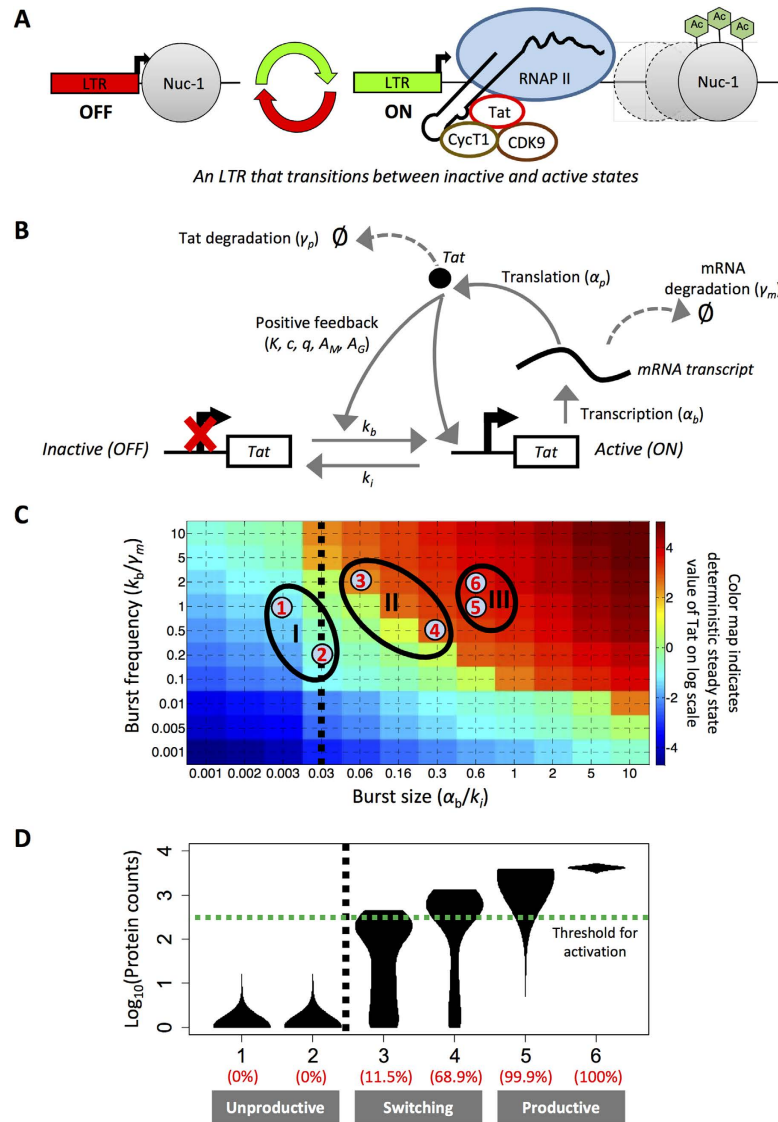 A
LTR
OFF
Nuc-1
LTR
ON
RNAP II
Tat
CycT1
CDK9
Ac
Ac
Ac
Nuc-1
An LTR that transitions between inactive and active states
B
Tat degradation (γp)
Ø
Tat
Translation (αp)
mRNA
degradation (γm)
Ø
Positive feedback
(K, c, q, AM, AG)
mRNA transcript
Transcription (αb)
kb
ki
Inactive (OFF)
Tat
Tat
Active (ON)
C
Burst frequency (kb/γm)
10
5
2
1
0.5
0.2
0.1
0.01
0.005
0.001
1
I
2
3
II
4
6
5
III
0.001 0.002 0.003 0.03 0.06 0.16 0.3 0.6 1 2 5 10
Burst size (αb/ki)
4
2
0
-2
-4
Color map indicates
deterministic steady state
value of Tat on log scale
D
Log10(Protein counts)
4
3
2
1
0
Threshold for
activation
1 2 3 4 5 6
(0%) (0%) (11.5%) (68.9%) (99.9%) (100%)
Unproductive Switching Productive